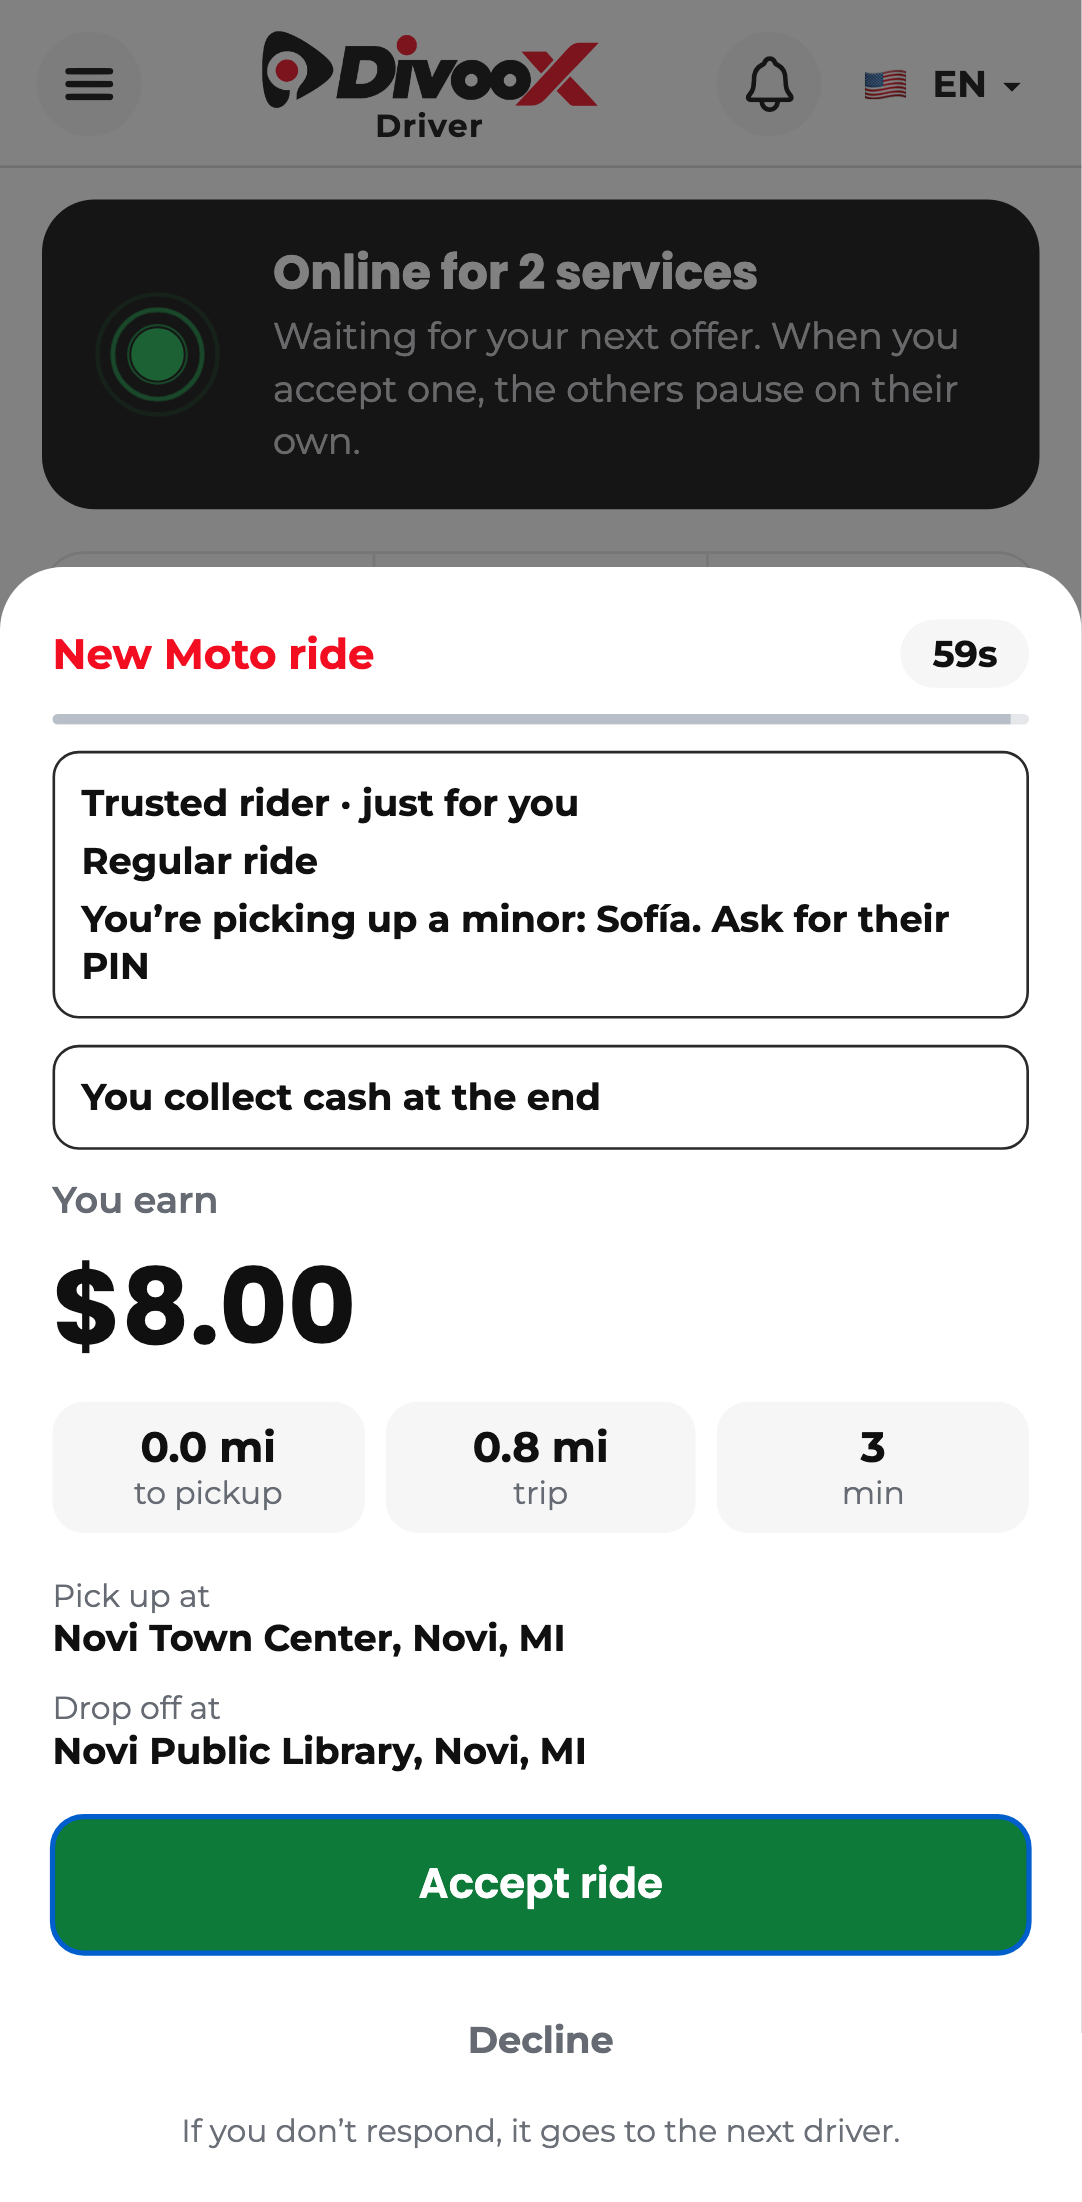 DivooX
Driver
EN
Online for 2 services
Waiting for your next offer. When you
accept one, the others pause on their
own.
New Moto ride
59s
Trusted rider · just for you
Regular ride
You’re picking up a minor: Sofía. Ask for their
PIN
You collect cash at the end
You earn
$8.00
0.0 mi
to pickup
0.8 mi
trip
3
min
Pick up at
Novi Town Center, Novi, MI
Drop off at
Novi Public Library, Novi, MI
Accept ride
Decline
If you don’t respond, it goes to the next driver.